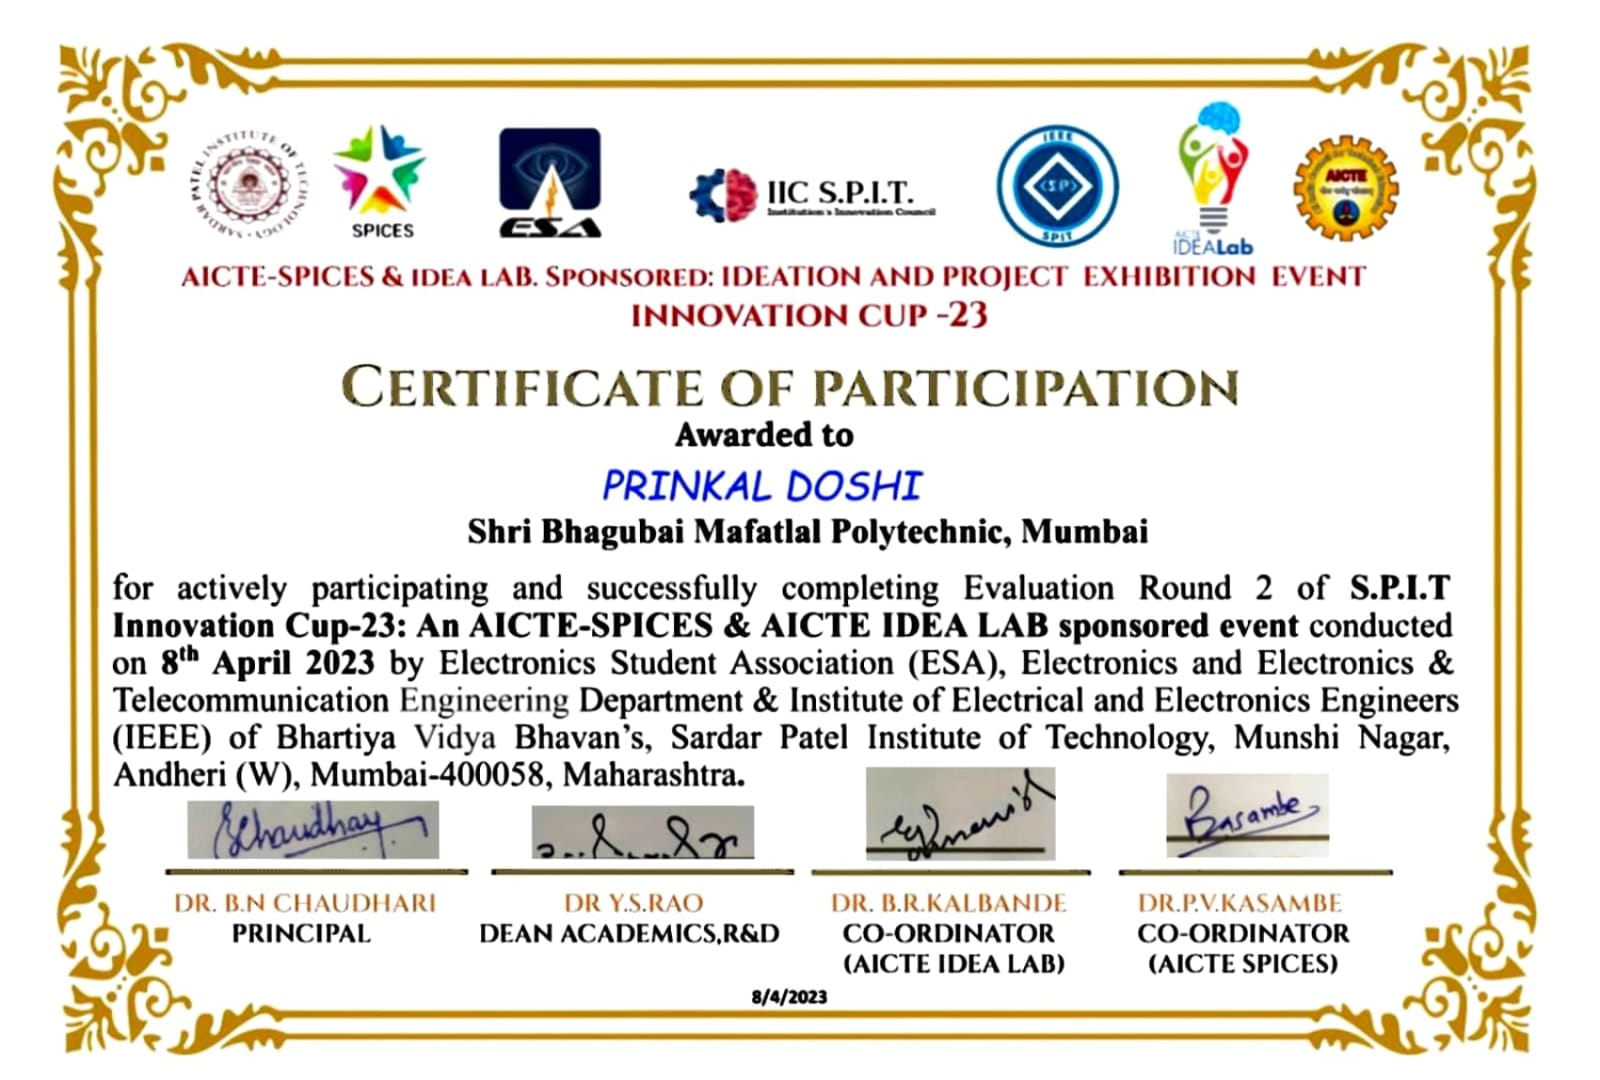 SARDAR PATEL INSTITUTE OF TECHNOLOGY
SPICES
ESA
IIC S.P.I.T.
Institution's Innovation Council
IEEE
<SP>
SPIT
AICTE
IDEALab
AICTE
AICTE-SPICES & IDEA LAB. SPONSORED: IDEATION AND PROJECT EXHIBITION EVENT
INNOVATION CUP -23
CERTIFICATE OF PARTICIPATION
Awarded to
PRINKAL DOSHI
Shri Bhagubai Mafatlal Polytechnic, Mumbai
for actively participating and successfully completing Evaluation Round 2 of S.P.I.T
Innovation Cup-23: An AICTE-SPICES & AICTE IDEA LAB sponsored event conducted
on 8th April 2023 by Electronics Student Association (ESA), Electronics and Electronics &
Telecommunication Engineering Department & Institute of Electrical and Electronics Engineers
(IEEE) of Bhartiya Vidya Bhavan's, Sardar Patel Institute of Technology, Munshi Nagar,
Andheri (W), Mumbai-400058, Maharashtra.
DR. B.N CHAUDHARI
PRINCIPAL
DR Y.S.RAO
DEAN ACADEMICS,R&D
DR. B.R.KALBANDE
CO-ORDINATOR
(AICTE IDEA LAB)
DR.P.V.KASAMBE
CO-ORDINATOR
(AICTE SPICES)
8/4/2023